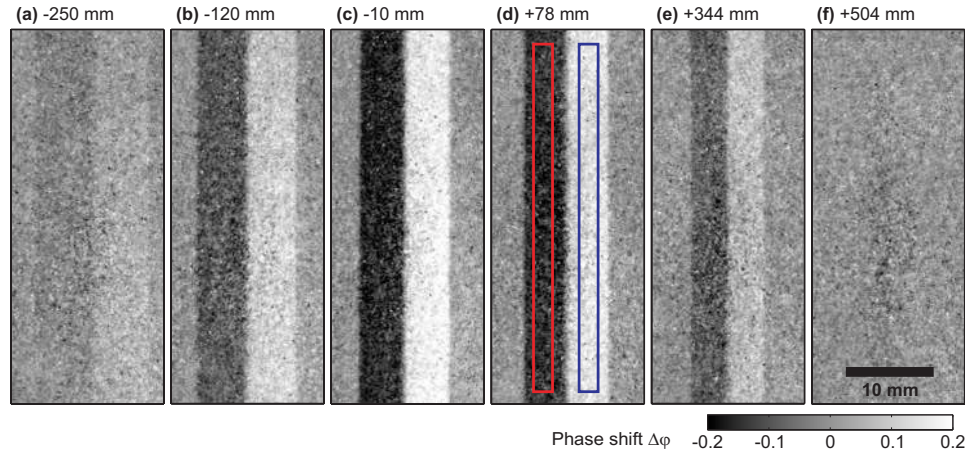 (a) -250 mm (b) -120 mm (c) -10 mm (d) +78 mm (e) +344 mm (f) +504 mm
10 mm
Phase shift Δφ
-0.2 -0.1 0 0.1 0.2